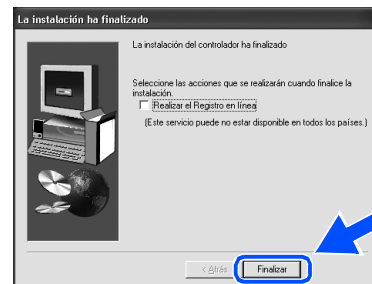 La instalación ha finalizado
La instalación del controlador ha finalizado
Seleccione las acciones que se realizarán cuando finalice la
instalación.
Realizar el Registro en línea
(Este servicio puede no estar disponible en todos los países.)
< Atrás
Finalizar